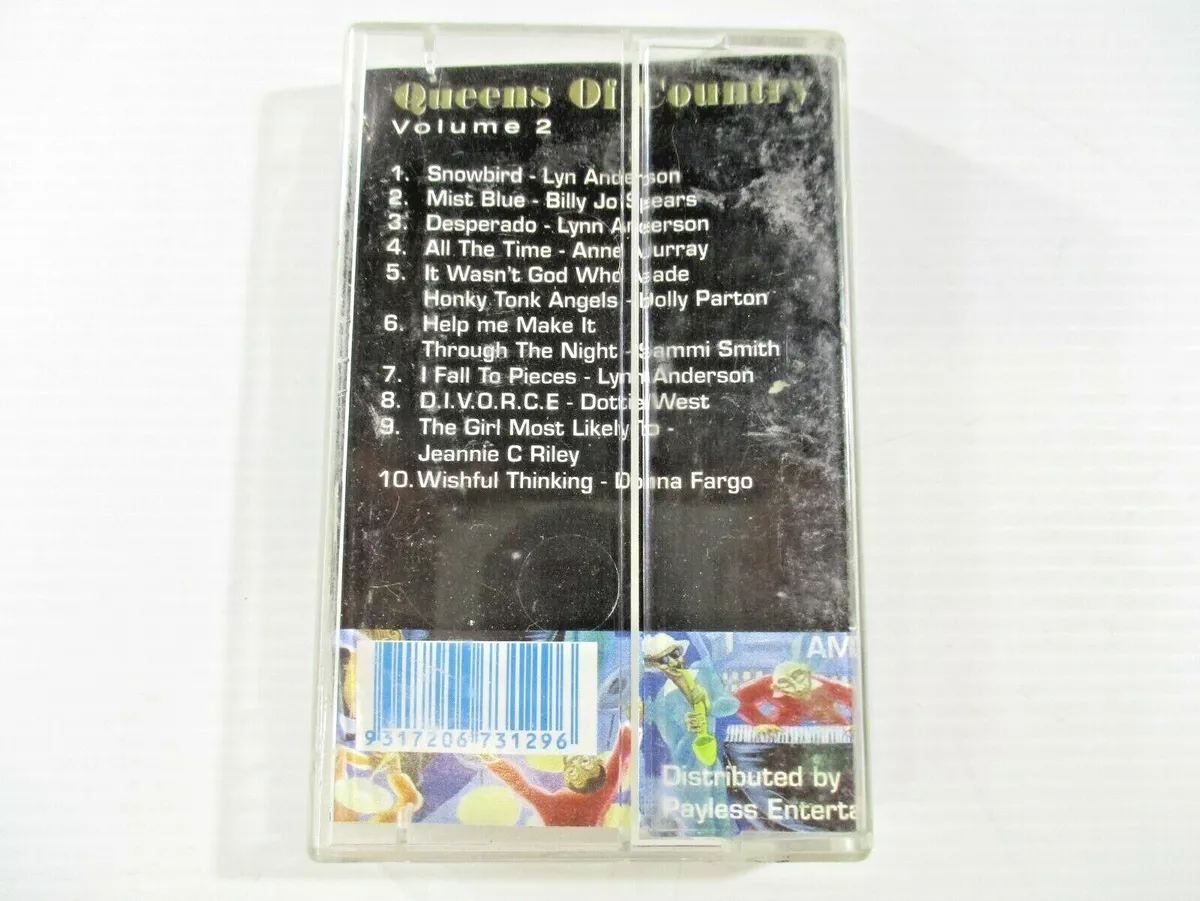 Queens Of Country
Volume 2
1. Snowbird - Lyn Anderson
2. Mist Blue - Billy Jo Spears
3. Desperado - Lynn Anderson
4. All The Time - Anne Murray
5. It Wasn't God Who Made
Honky Tonk Angels - Dolly Parton
6. Help me Make It
Through The Night - Sammi Smith
7. I Fall To Pieces - Lynn Anderson
8. D.I.V.O.R.C.E - Dottie West
9. The Girl Most Likely To -
Jeannie C Riley
10. Wishful Thinking - Donna Fargo
9 317206 731296
Distributed by
Payless